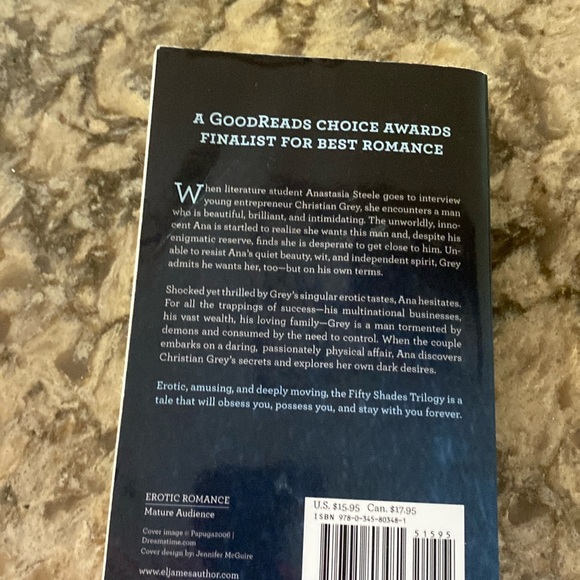 A GOODREADS CHOICE AWARDS
FINALIST FOR BEST ROMANCE
When literature student Anastasia Steele goes to interview
young entrepreneur Christian Grey, she encounters a man
who is beautiful, brilliant, and intimidating. The unworldly, inno-
cent Ana is startled to realize she wants this man and, despite his
enigmatic reserve, finds she is desperate to get close to him. Un-
able to resist Ana's quiet beauty, wit, and independent spirit, Grey
admits he wants her, too—but on his own terms.
Shocked yet thrilled by Grey's singular erotic tastes, Ana hesitates.
For all the trappings of success—his multinational businesses,
his vast wealth, his loving family—Grey is a man tormented by
demons and consumed by the need to control. When the couple
embarks on a daring, passionately physical affair, Ana discovers
Christian Grey's secrets and explores her own dark desires.
Erotic, amusing, and deeply moving, the Fifty Shades Trilogy is a
tale that will obsess you, possess you, and stay with you forever.
EROTIC ROMANCE
Mature Audience
Cover image © Papuga2006 |
Dreamstime.com
Cover design by: Jennifer McGuire
www.eljamesauthor.com
U.S. $15.95 Can. $17.95
ISBN 978-0-345-80348-1
51595